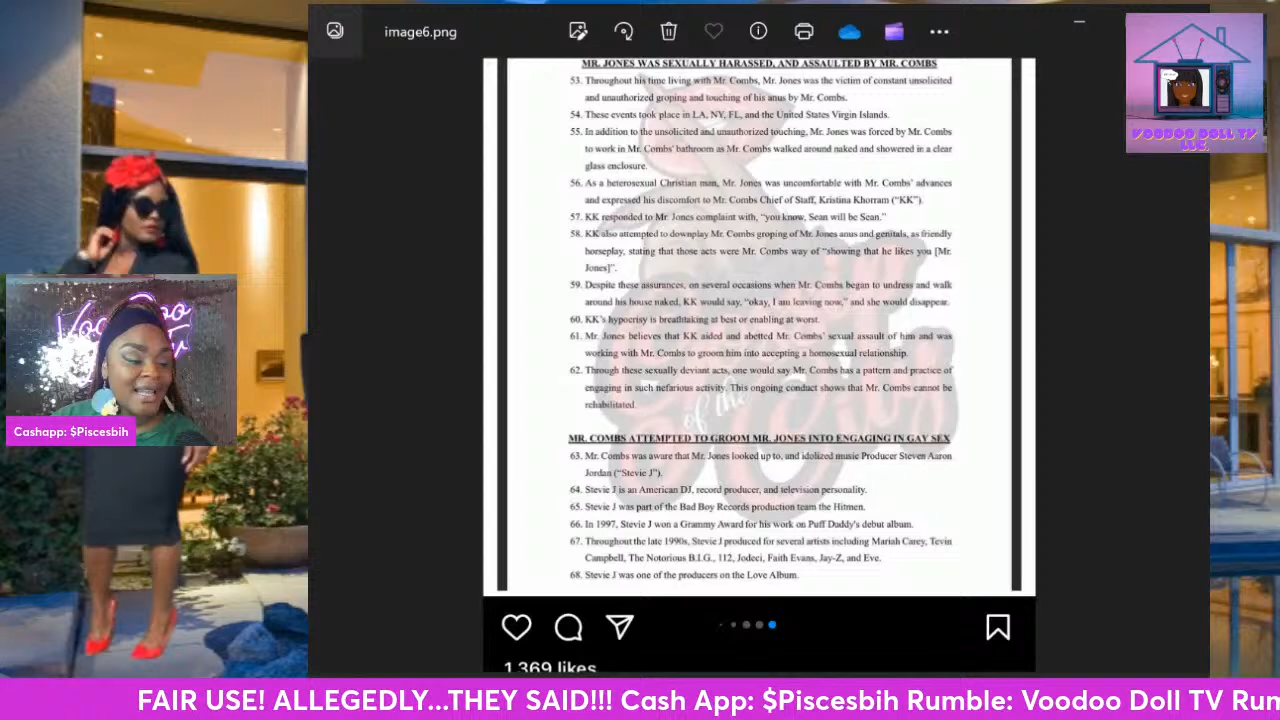 image6.png
MR. JONES WAS SEXUALLY HARASSED, AND ASSAULTED BY MR. COMBS
53. Throughout his time living with Mr. Combs, Mr. Jones was the victim of constant unsolicited
and unauthorized groping and touching of his anus by Mr. Combs.
54. These events took place in LA, NY, FL, and the United States Virgin Islands.
55. In addition to the unsolicited and unauthorized touching, Mr. Jones was forced by Mr. Combs
to work in Mr. Combs' bathroom as Mr. Combs walked around naked and showered in a clear
glass enclosure.
56. As a heterosexual Christian man, Mr. Jones was uncomfortable with Mr. Combs' advances
and expressed his discomfort to Mr. Combs Chief of Staff, Kristina Khorram ("KK").
57. KK responded to Mr. Jones complaint with, "you know, Sean will be Sean."
58. KK also attempted to downplay Mr. Combs groping of Mr. Jones anus and genitals, as friendly
horseplay, stating that those acts were Mr. Combs way of "showing that he likes you [Mr.
Jones]".
59. Despite these assurances, on several occasions when Mr. Combs began to undress and walk
around his house naked, KK would say, "okay, I am leaving now," and she would disappear.
60. KK's hypocrisy is breathtaking at best or enabling at worst.
61. Mr. Jones believes that KK aided and abetted Mr. Combs' sexual assault of him and was
working with Mr. Combs to groom him into accepting a homosexual relationship.
62. Through these sexually deviant acts, one would say Mr. Combs has a pattern and practice of
engaging in such nefarious activity. This ongoing conduct shows that Mr. Combs cannot be
rehabilitated.
MR. COMBS ATTEMPTED TO GROOM MR. JONES INTO ENGAGING IN GAY SEX
63. Mr. Combs was aware that Mr. Jones looked up to, and idolized music Producer Steven Aaron
Jordan ("Stevie J").
64. Stevie J is an American DJ, record producer, and television personality.
65. Stevie J was part of the Bad Boy Records production team the Hitmen.
66. In 1997, Stevie J won a Grammy Award for his work on Puff Daddy's debut album.
67. Throughout the late 1990s, Stevie J produced for several artists including Mariah Carey, Tevin
Campbell, The Notorious B.I.G., 112, Jodeci, Faith Evans, Jay-Z, and Eve.
68. Stevie J was one of the producers on the Love Album.
of the
1,369 likes
VOODOO DOLL TV
LLC.
Cashapp: $Piscesbih
FAIR USE! ALLEGEDLY...THEY SAID!!! Cash App: $Piscesbih Rumble: Voodoo Doll TV Rum